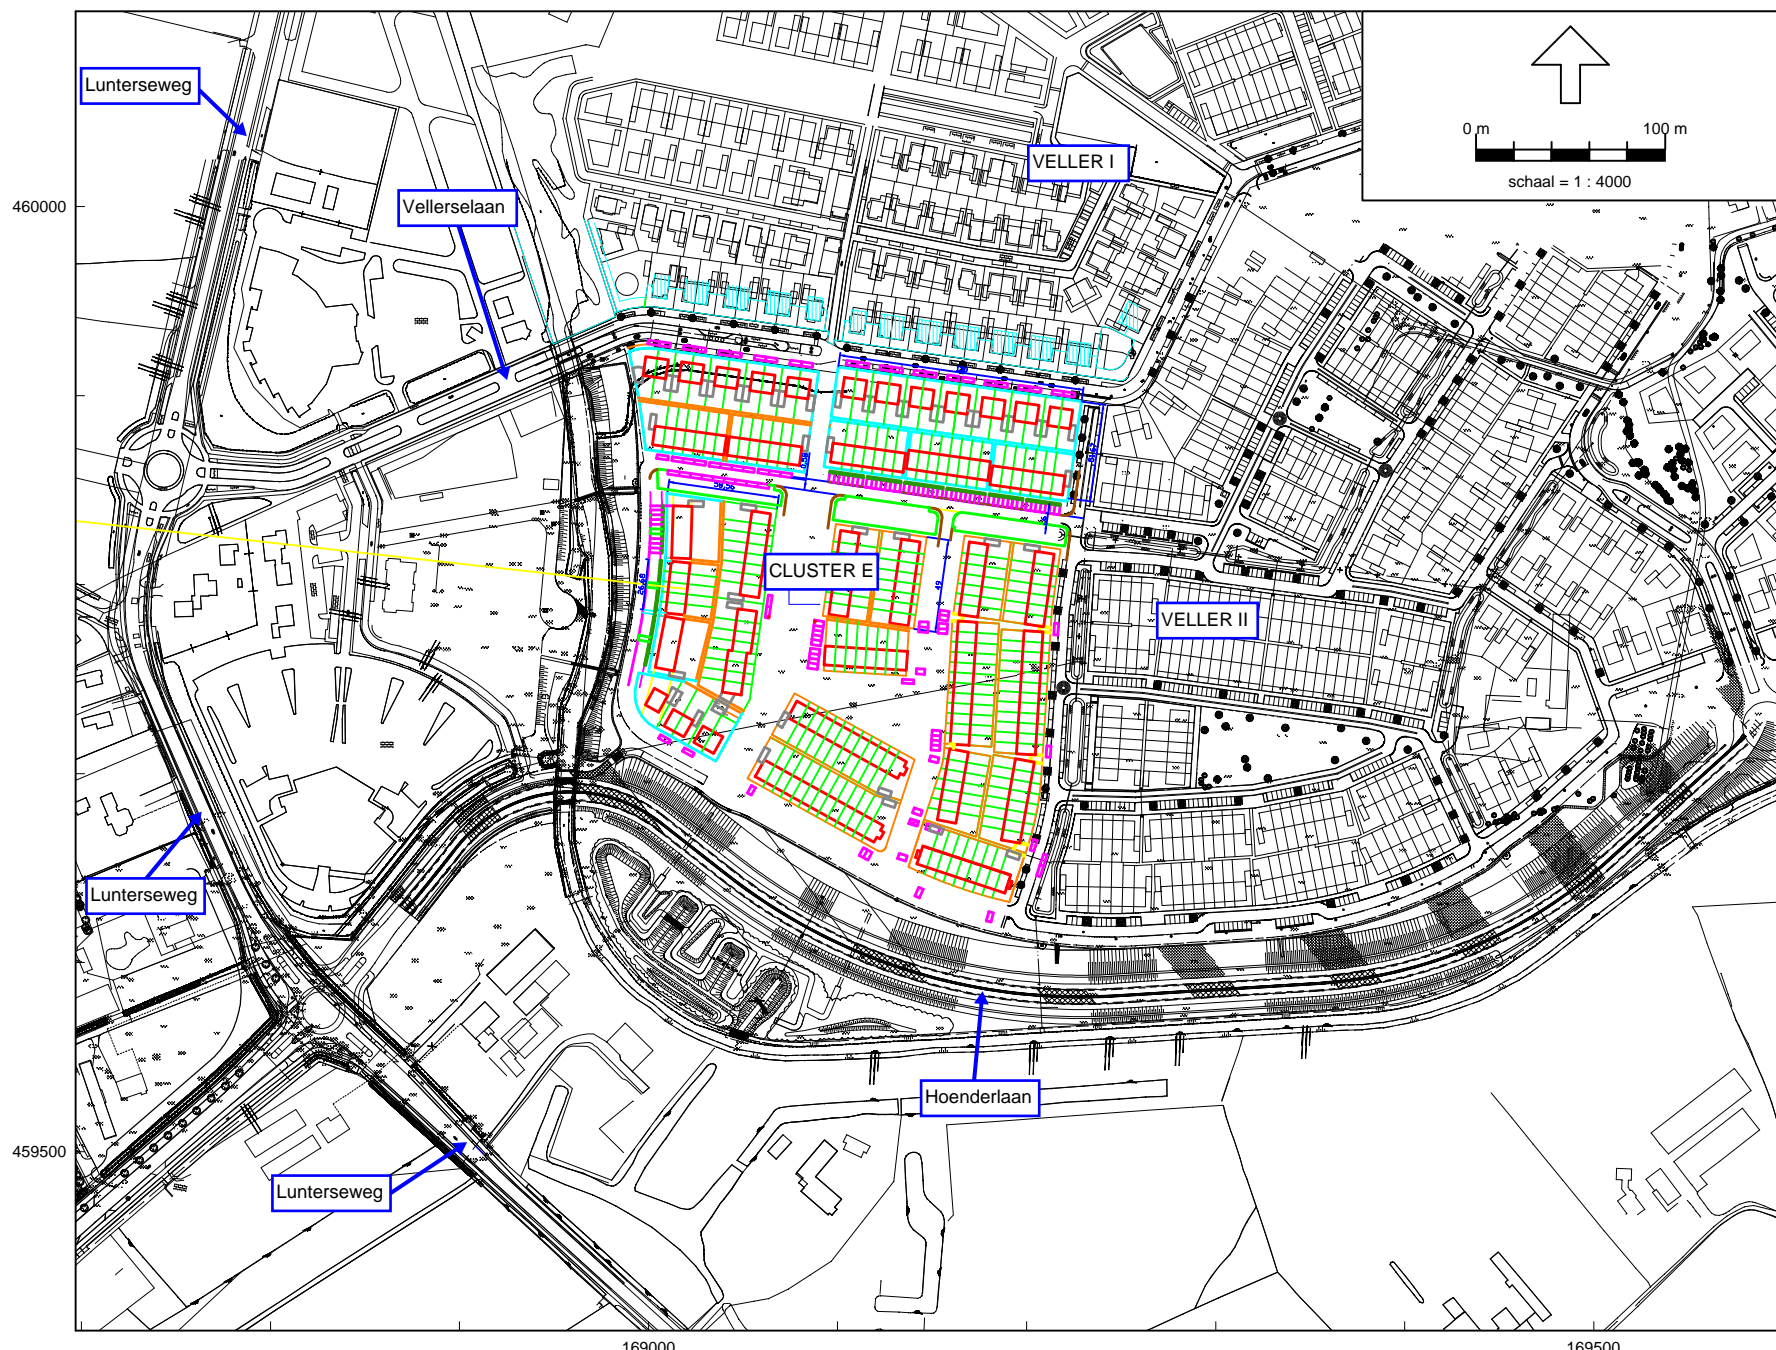 Lunterseweg
0 m 100 m
schaal = 1 : 4000
VELLER I
Vellerselaan
460000
CLUSTER E
VELLER II
Lunterseweg
Hoenderlaan
459500
Lunterseweg
169000
169500